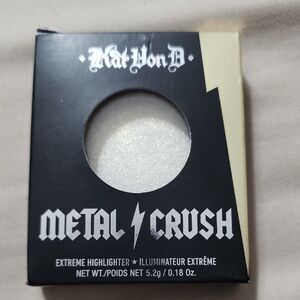 Kat Von D
METAL CRUSH
EXTREME HIGHLIGHTER ★ ILLUMINATEUR EXTRÊME
NET WT./POIDS NET 5.2g / 0.18 Oz.